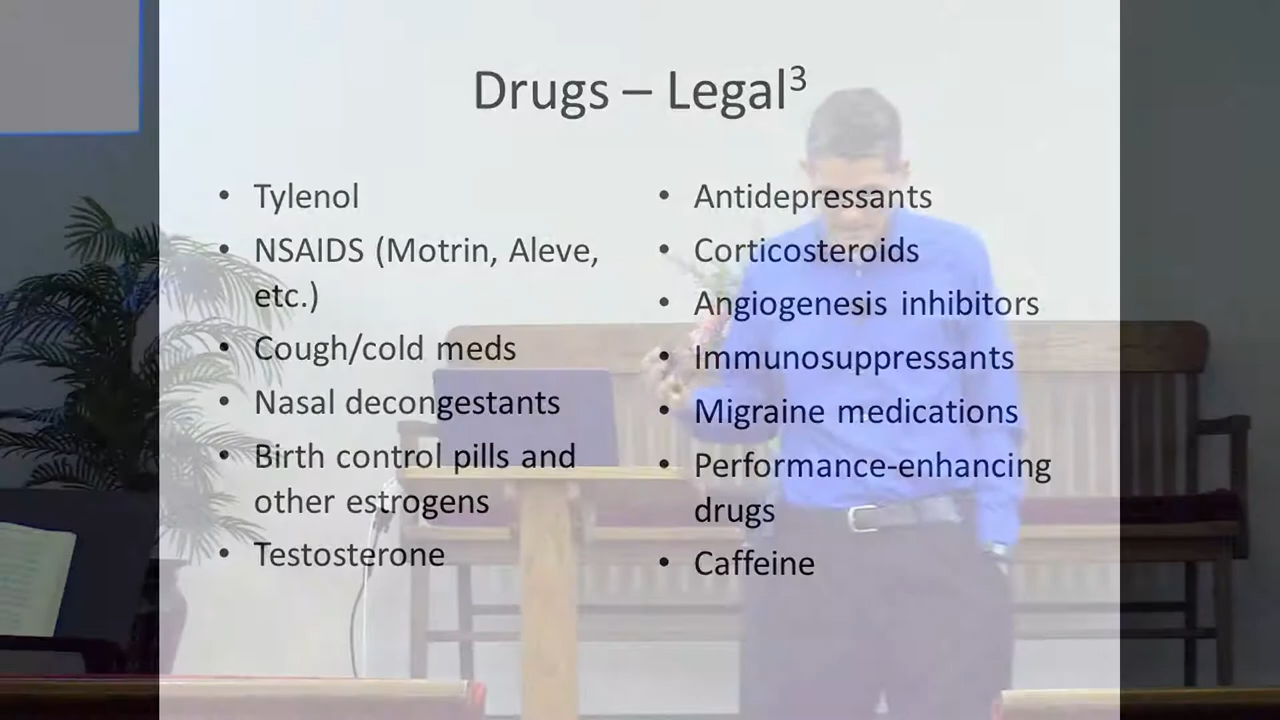 Drugs – Legal³
• Tylenol
• NSAIDS (Motrin, Aleve,
etc.)
• Cough/cold meds
• Nasal decongestants
• Birth control pills and
other estrogens
• Testosterone
• Antidepressants
• Corticosteroids
• Angiogenesis inhibitors
• Immunosuppressants
• Migraine medications
• Performance-enhancing
drugs
• Caffeine